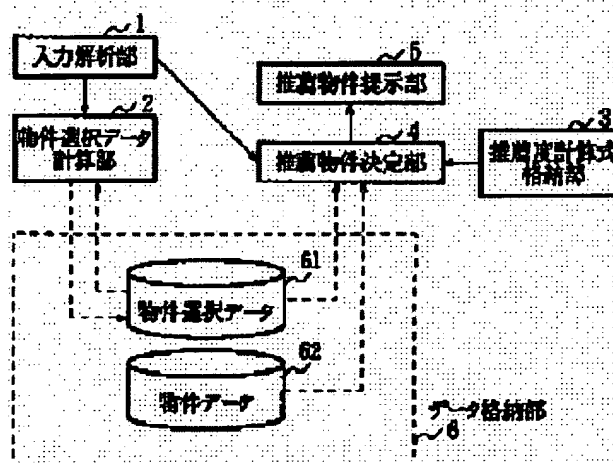 1
入力解析部
5
推薦物件提示部
2
物件選択データ
計算部
4
推薦物件決定部
3
推薦度計算式
格納部
61
物件選択データ
62
物件データ
データ格納部
6